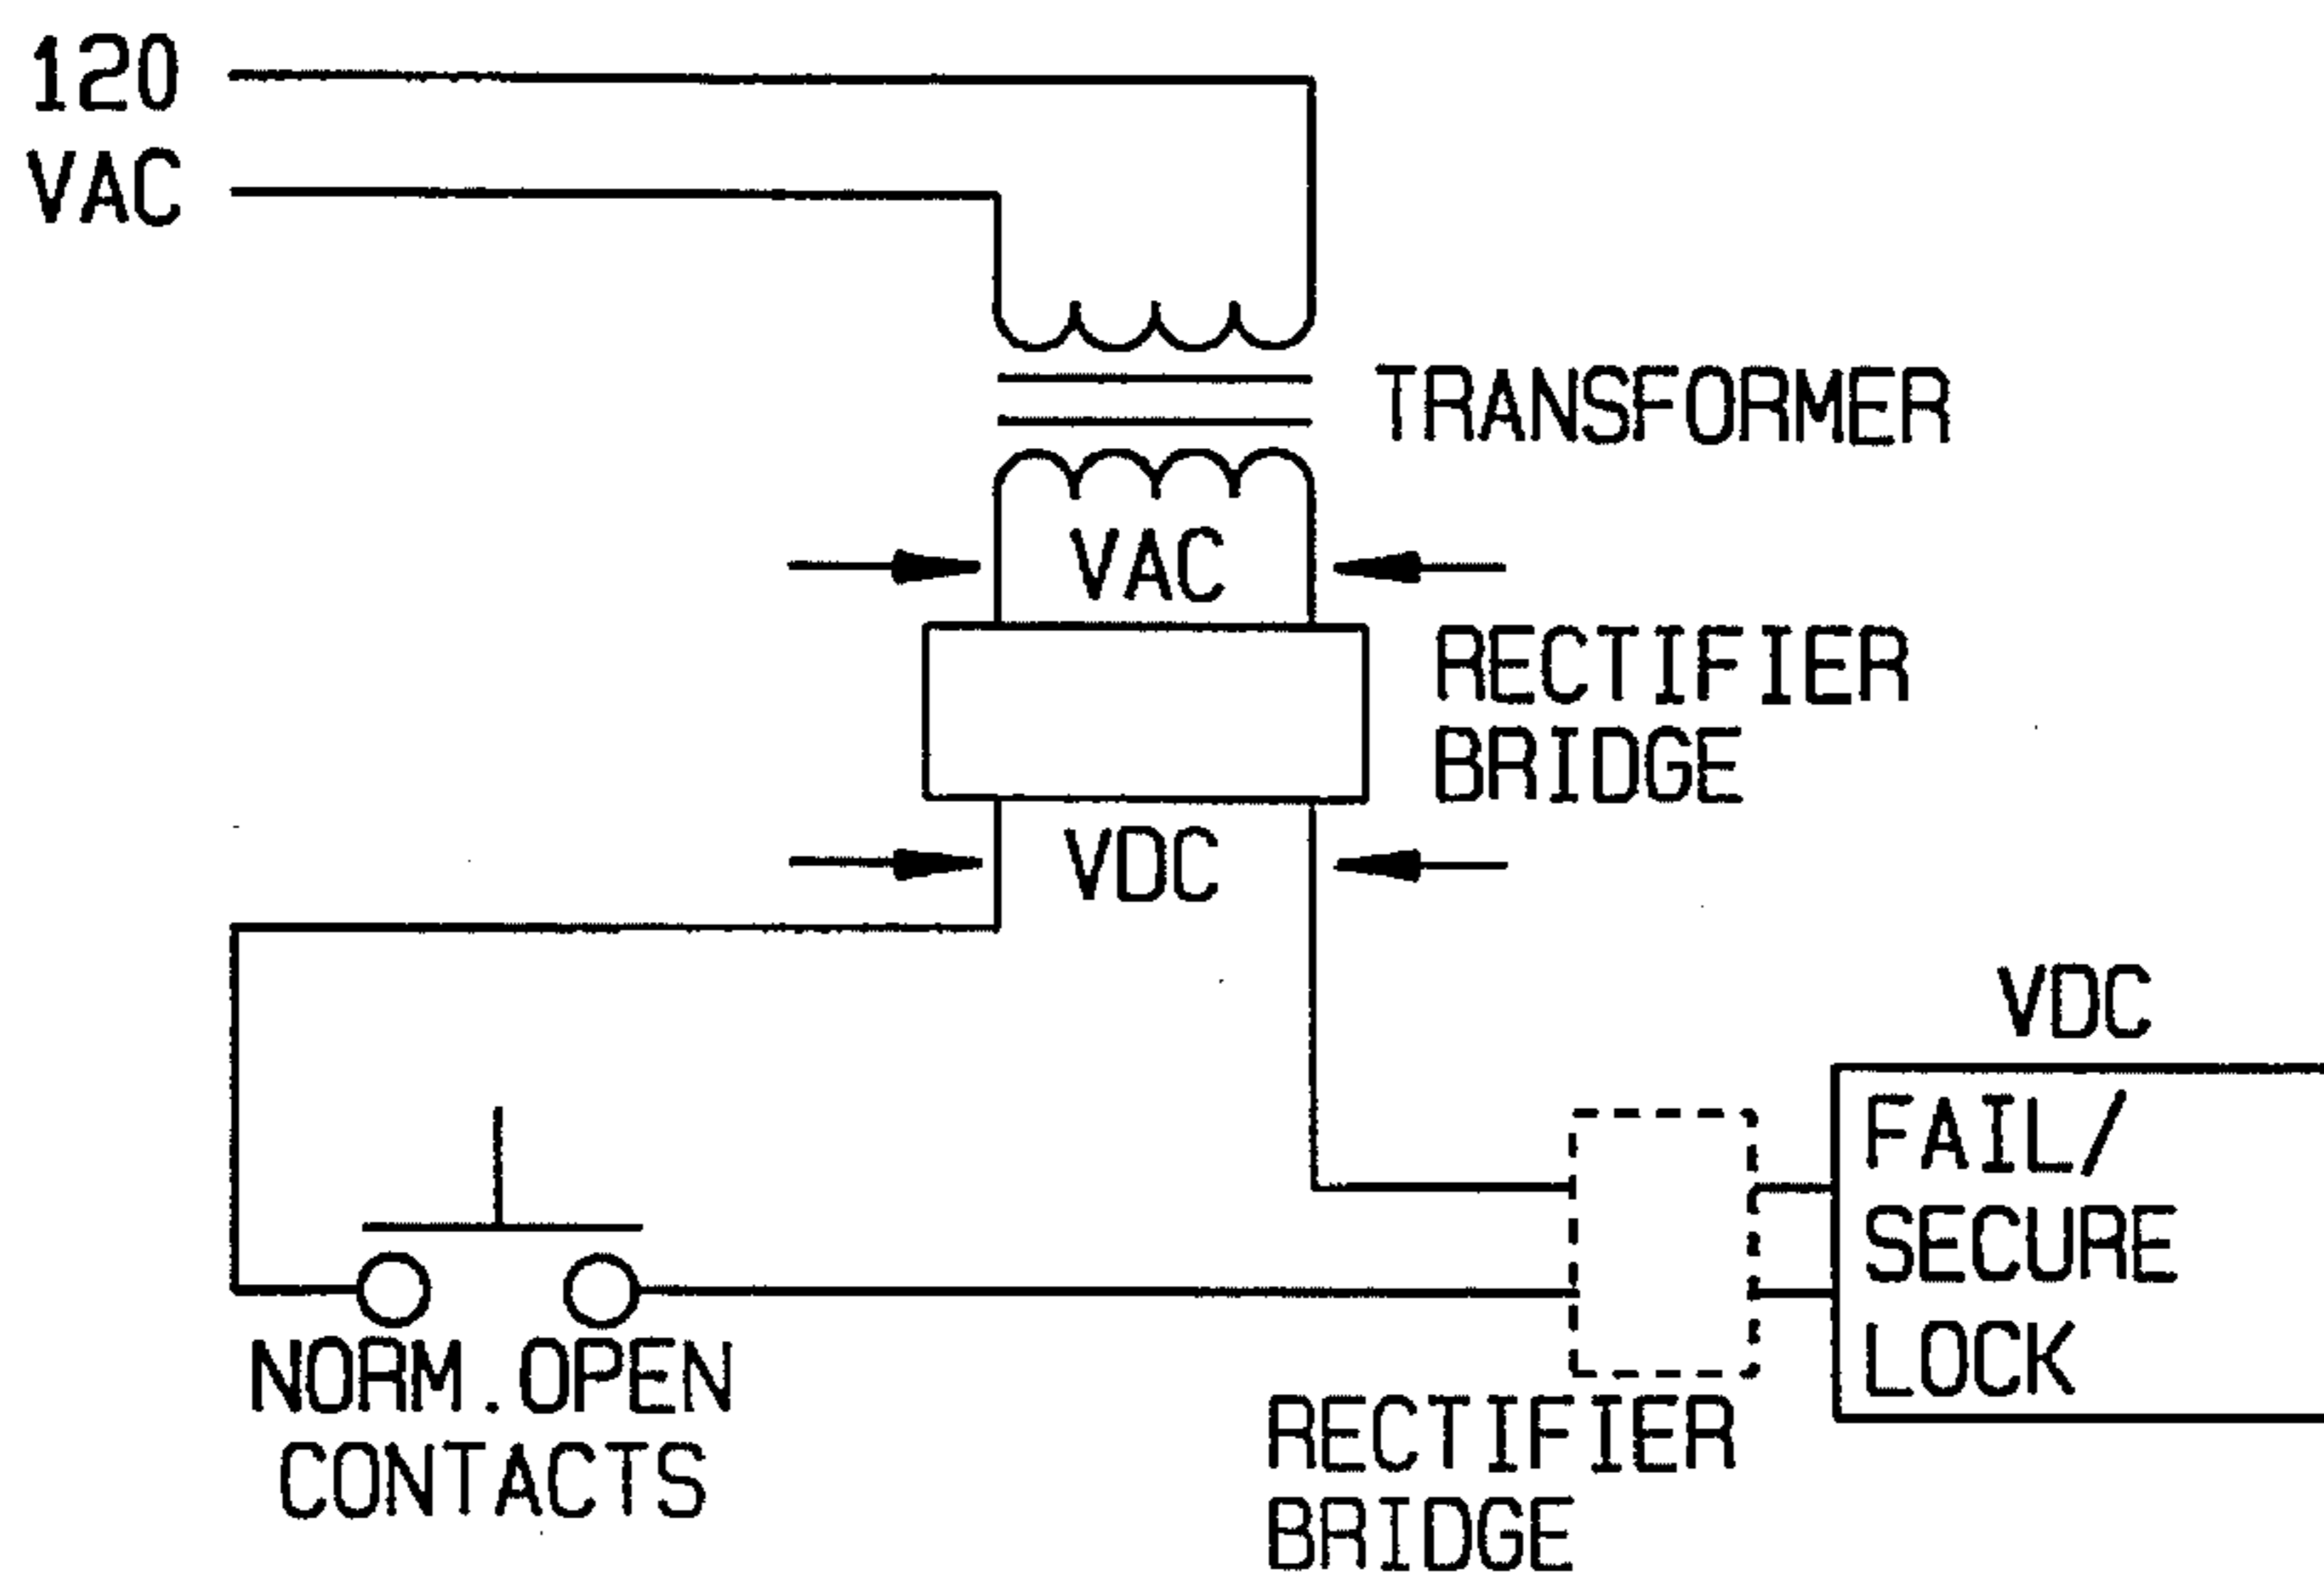 120
VAC
TRANSFORMER
VAC
RECTIFIER
BRIDGE
VDC
VDC
FAIL/
SECURE
LOCK
NORM.OPEN
CONTACTS
RECTIFIER
BRIDGE